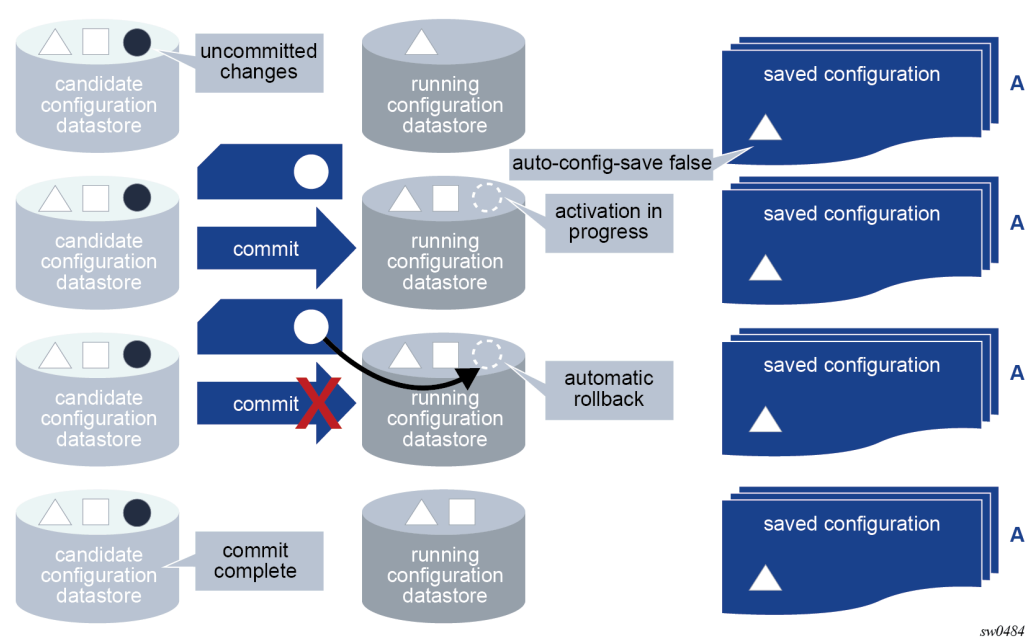 uncommitted
changes
candidate
configuration
datastore
running
configuration
datastore
saved configuration
A
auto-config-save false
candidate
configuration
datastore
commit
running
configuration
datastore
activation in
progress
saved configuration
A
candidate
configuration
datastore
commit
X
running
configuration
datastore
automatic
rollback
saved configuration
A
candidate
configuration
datastore
commit
complete
running
configuration
datastore
saved configuration
A
sw0484